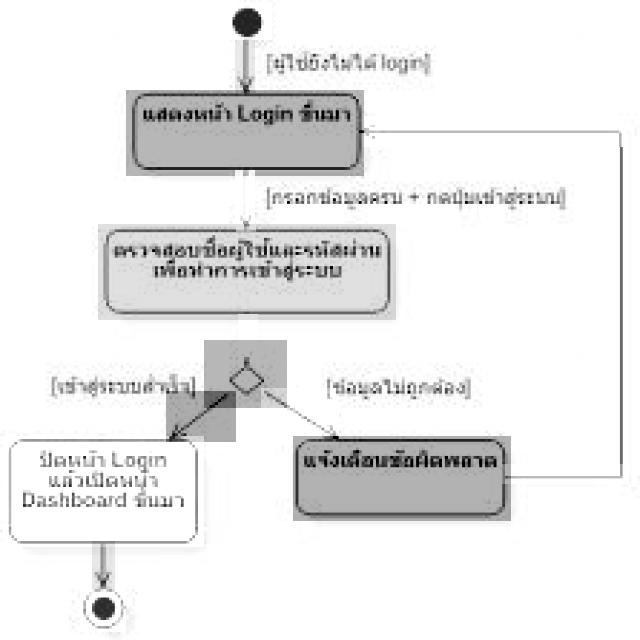 [ผู้ใช้ยังไม่ได้ login]
แสดงหน้า Login ขึ้นมา
[กรอกข้อมูลครบ + กดปุ่มเข้าสู่ระบบ]
ตรวจสอบชื่อผู้ใช้และรหัสผ่าน
เพื่อทำการเข้าสู่ระบบ
[เข้าสู่ระบบสำเร็จ]
[ข้อมูลไม่ถูกต้อง]
ปิดหน้า Login
แล้วเปิดหน้า
Dashboard ขึ้นมา
แจ้งเตือนข้อผิดพลาด